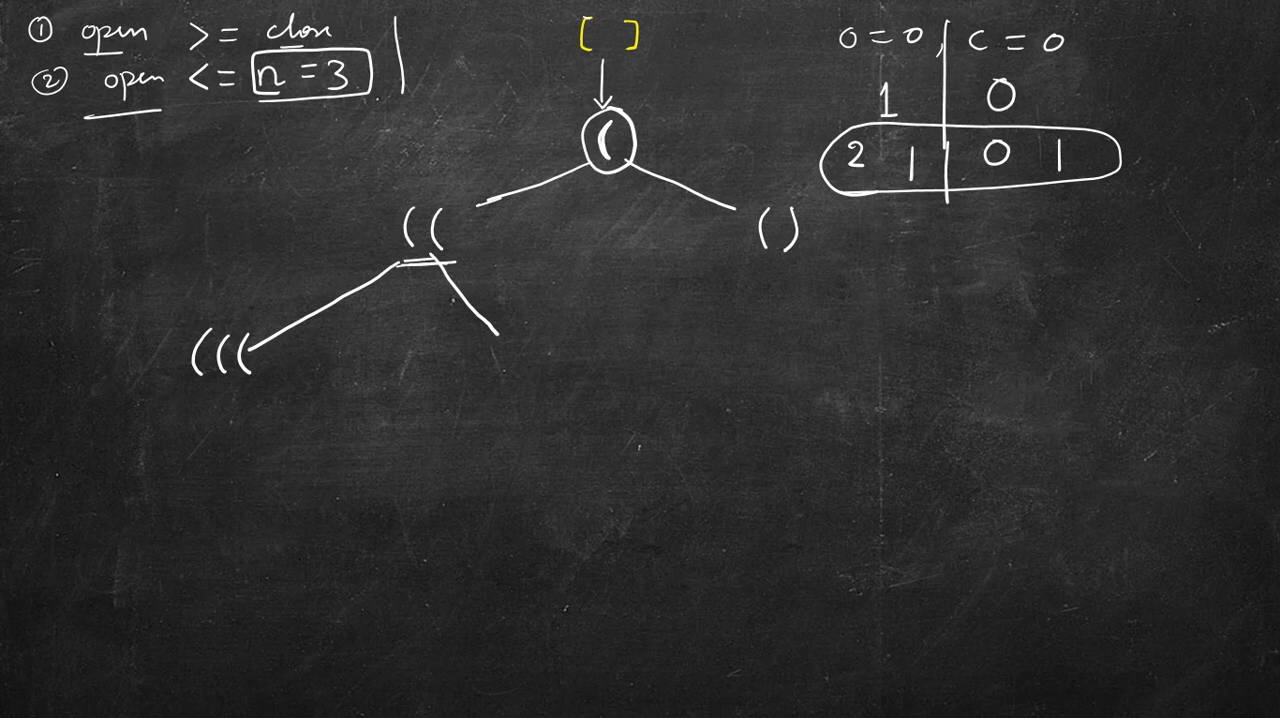 ① open >= close
② open <= n = 3
[ ]
o = 0, c = 0
1 0
2 1 0 1
(
(( ()
(((